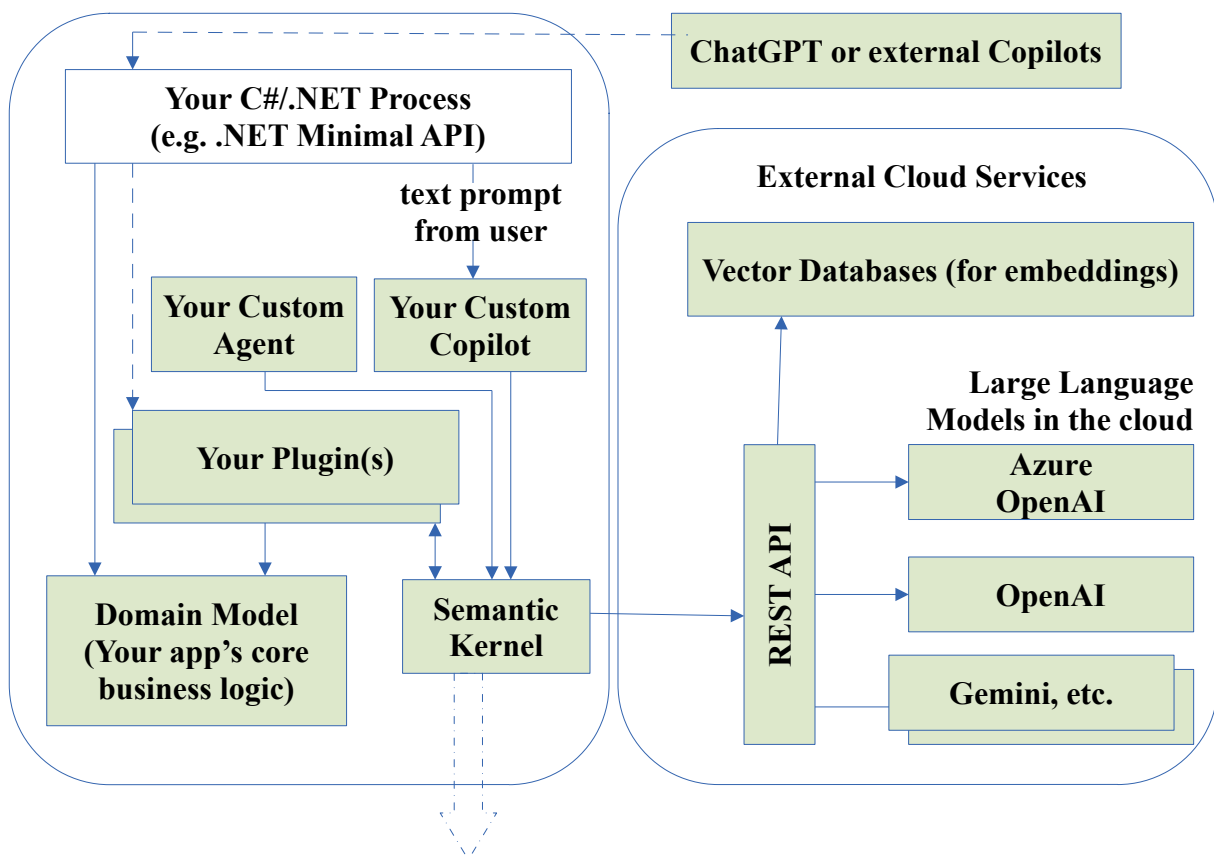 ChatGPT or external Copilots
Your C#/.NET Process
(e.g. .NET Minimal API)
text prompt
from user
Your Custom
Agent
Your Custom
Copilot
Your Plugin(s)
Domain Model
(Your app’s core
business logic)
Semantic
Kernel
External Cloud Services
Vector Databases (for embeddings)
Large Language
Models in the cloud
REST API
Azure
OpenAI
OpenAI
Gemini, etc.